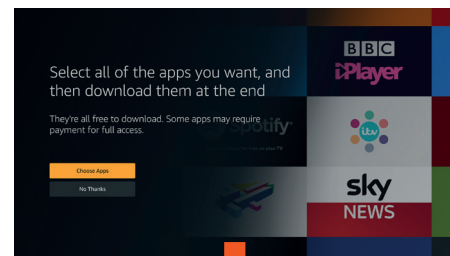 Select all of the apps you want, and
then download them at the end
They're all free to download. Some apps may require
payment for full access.
Choose Apps
No Thanks
Spotify
BBC
iPlayer
itv
sky
NEWS